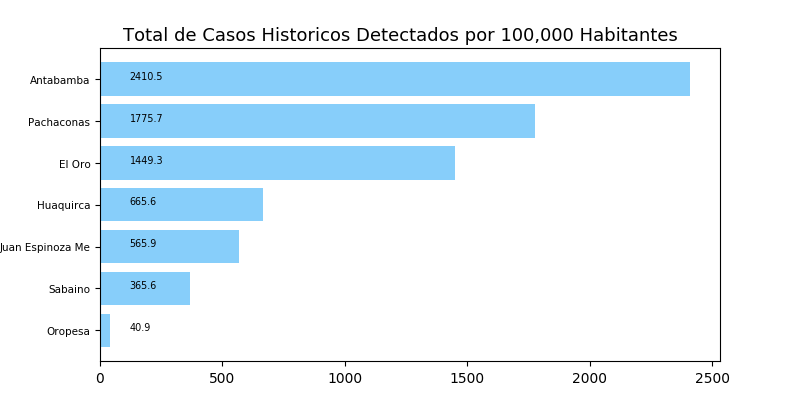 Total de Casos Historicos Detectados por 100,000 Habitantes
Antabamba 2410.5
Pachaconas 1775.7
El Oro 1449.3
Huaquirca 665.6
Juan Espinoza Me 565.9
Sabaino 365.6
Oropesa 40.9
0 500 1000 1500 2000 2500